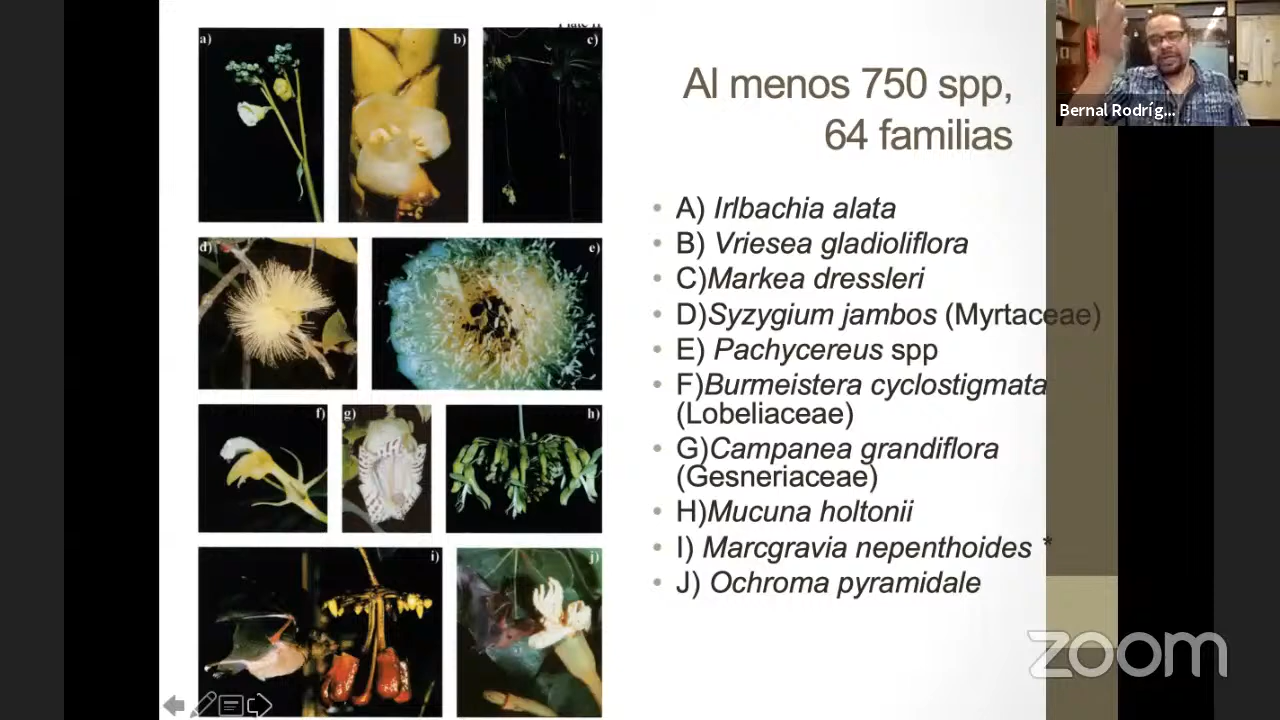 a)
b)
c)
d)
e)
f)
g)
h)
i)
j)
Al menos 750 spp,
64 familias
• A) Irlbachia alata
• B) Vriesea gladioliflora
• C)Markea dressleri
• D)Syzygium jambos (Myrtaceae)
• E) Pachycereus spp
• F)Burmeistera cyclostigmata
(Lobeliaceae)
• G)Campanea grandiflora
(Gesneriaceae)
• H)Mucuna holtonii
• I) Marcgravia nepenthoides *
• J) Ochroma pyramidale
Bernal Rodríg...
zoom